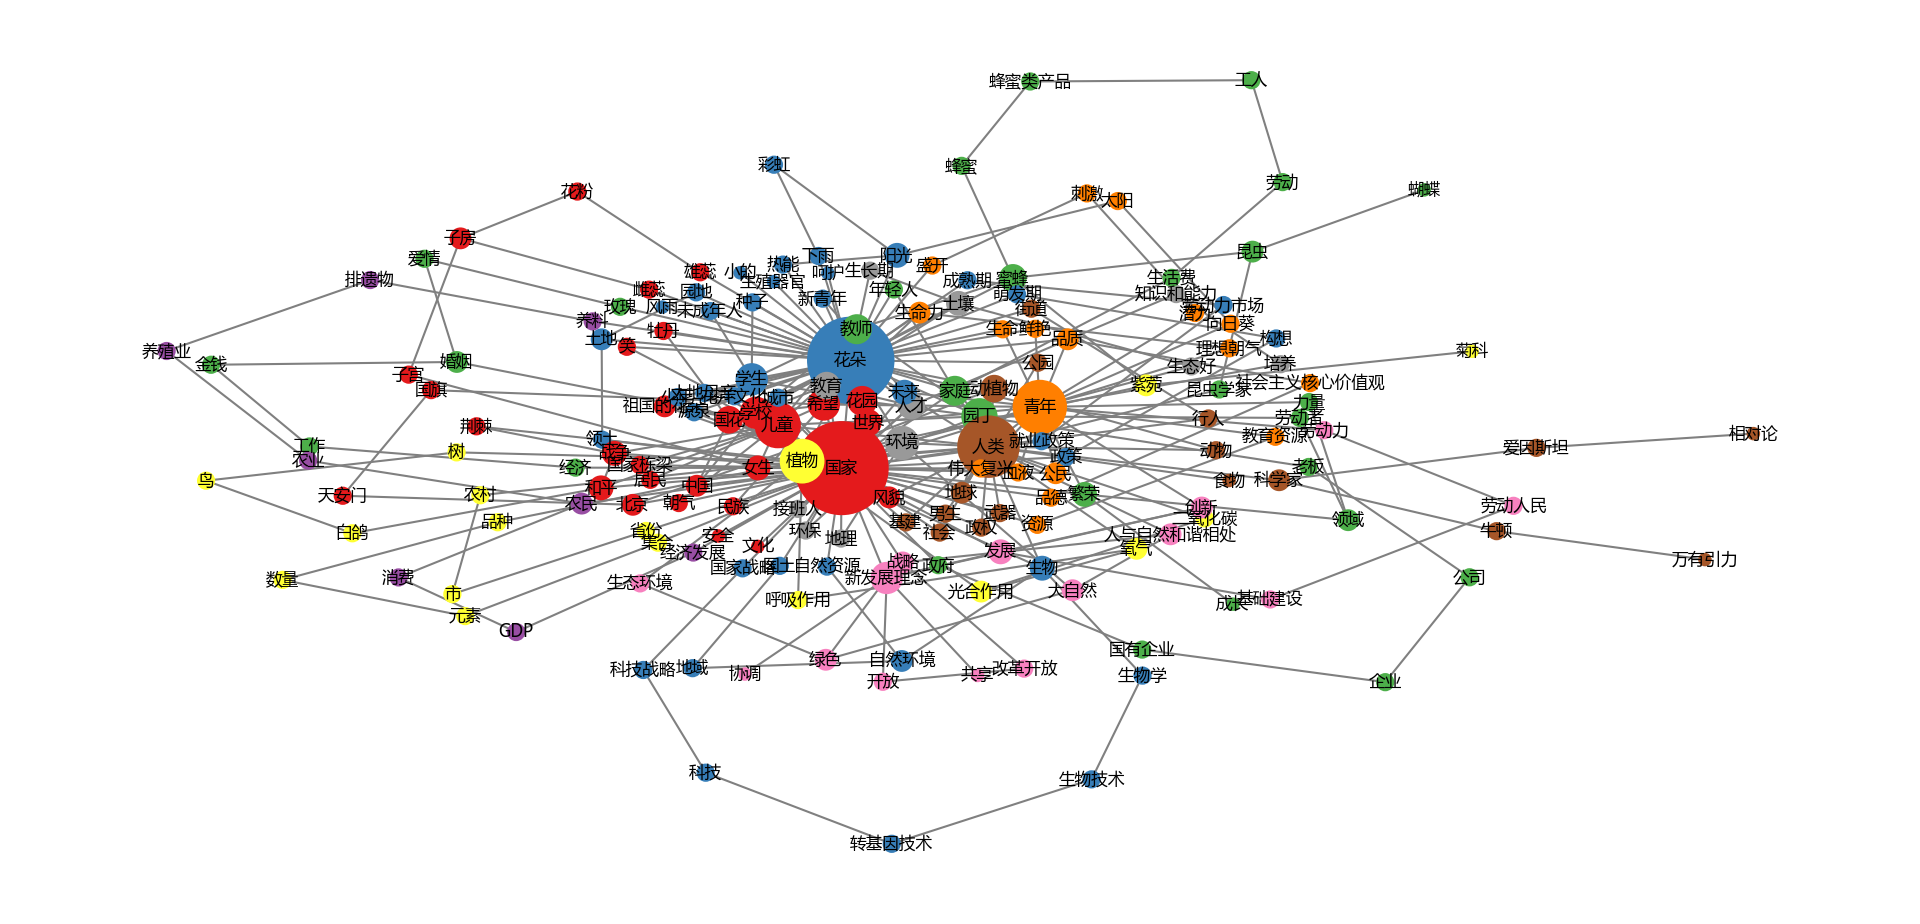 蜂蜜类产品
工人
彩虹
蜂蜜
劳动
蝴蝶
花粉
刺激
太阳
子房
爱情
下雨
阳光
昆虫
排遗物
雄蕊
小的
热能
呵护
生长期
盛开
生殖器官
成熟期
蜜蜂
生活费
雌蕊
园地
年轻人
萌发期
知识和能力
玫瑰
风雨
未成年人
种子
新青年
土壤
街道
劳动力市场
养料
生命力
潜力
牡丹
教师
生命
鲜艳
向日葵
土地
笑
品质
构想
养殖业
金钱
婚姻
花朵
公园
理想
朝气
菊科
生态好
培养
子宫
国旗
学生
教育
未来
家庭
动植物
紫菀
昆虫学家
社会主义核心价值观
祖国的花朵
文化
城市
希望
花园
人才
青年
力量
荆棘
国花
学校
儿童
世界
园丁
行人
劳动者
劳动力
工作
领土
战争
环境
人类
就业政策
教育资源
爱因斯坦
相对论
农业
树
经济
国家栋梁
女生
植物
国家
伟大复兴
血液
公民
政策
动物
老板
鸟
天安门
农村
和平
居民
中国
风貌
地球
品德
繁荣
食物
科学家
农民
北京
朝气
民族
接班人
男生
武器
创新
劳动人民
白鸽
品种
省份
安全
环保
地理
基建
社会
政权
资源
二氧化碳
领域
牛顿
集合
经济发展
文化
战略
发展
人与自然和谐相处
氧气
万有引力
数量
消费
生态环境
国家战略
国土
自然资源
新发展理念
政府
生物
公司
市
呼吸作用
光合作用
大自然
成长
基础建设
元素
GDP
国有企业
科技战略
地域
协调
绿色
自然环境
开放
共享
改革开放
生物学
企业
科技
生物技术
转基因技术